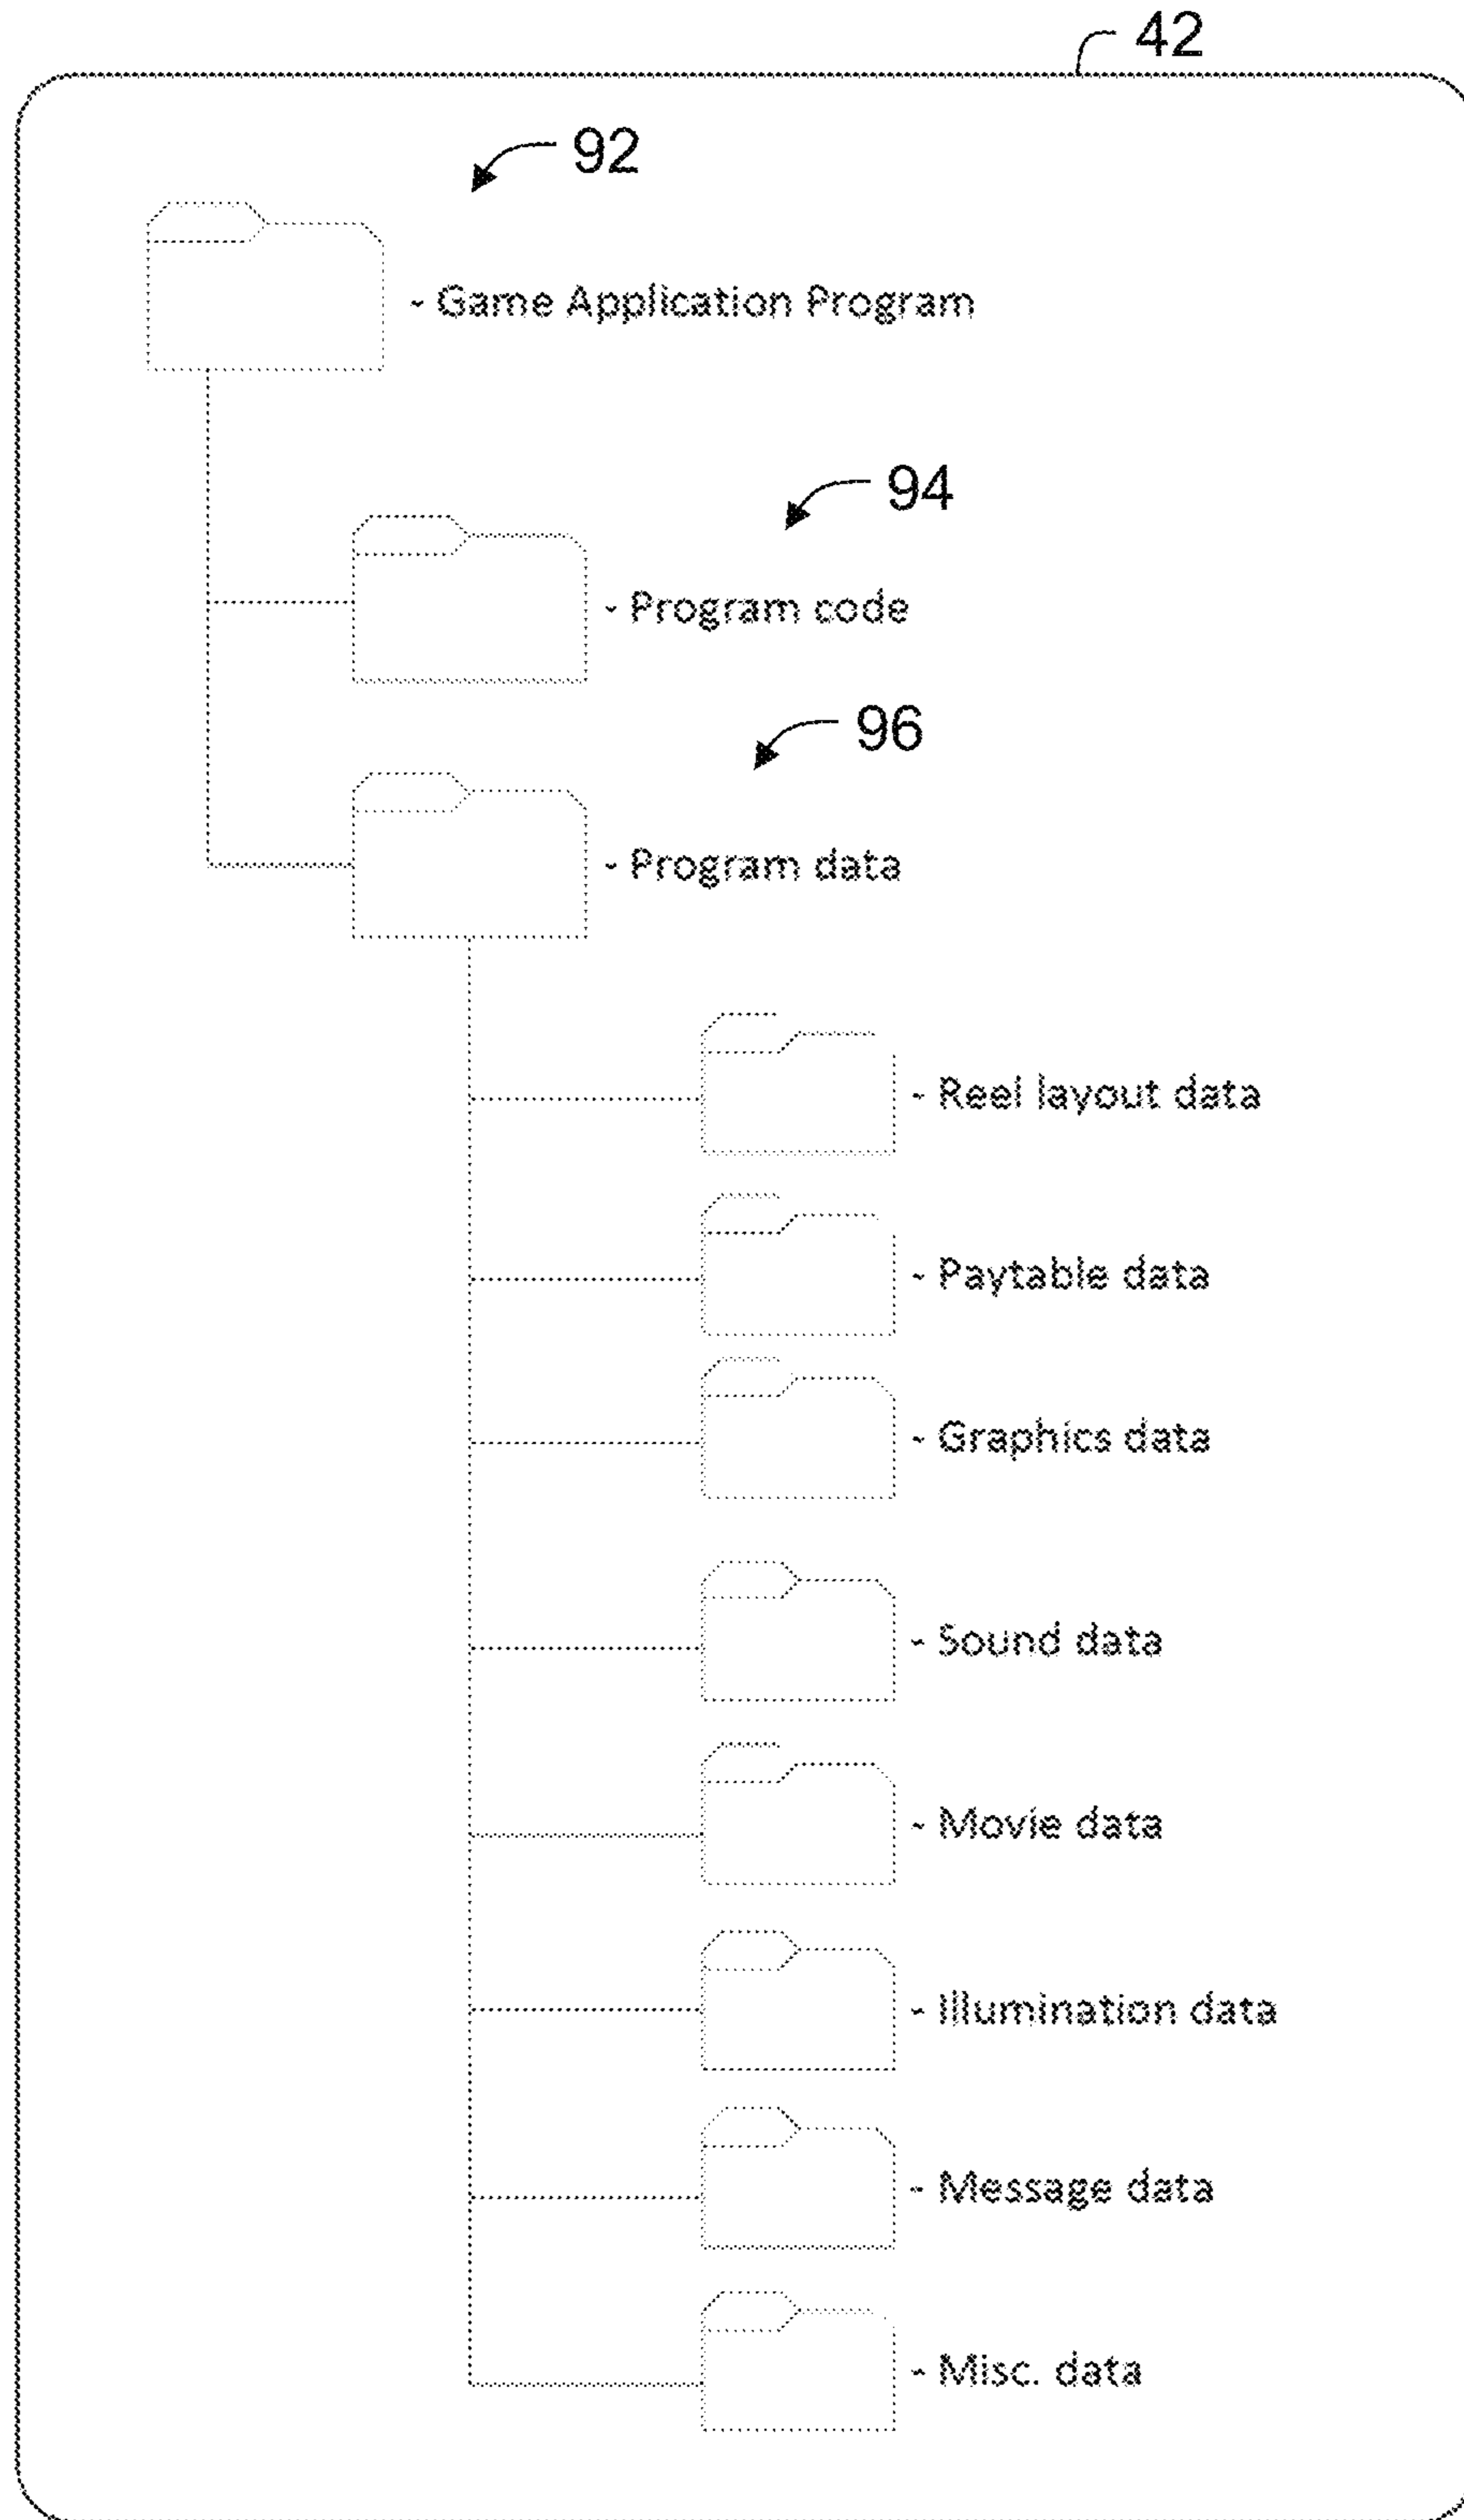 42
92
- Game Application Program
94
- Program code
96
- Program data
- Reel layout data
- Paytable data
- Graphics data
- Sound data
- Movie data
- Illumination data
- Message data
- Misc. data